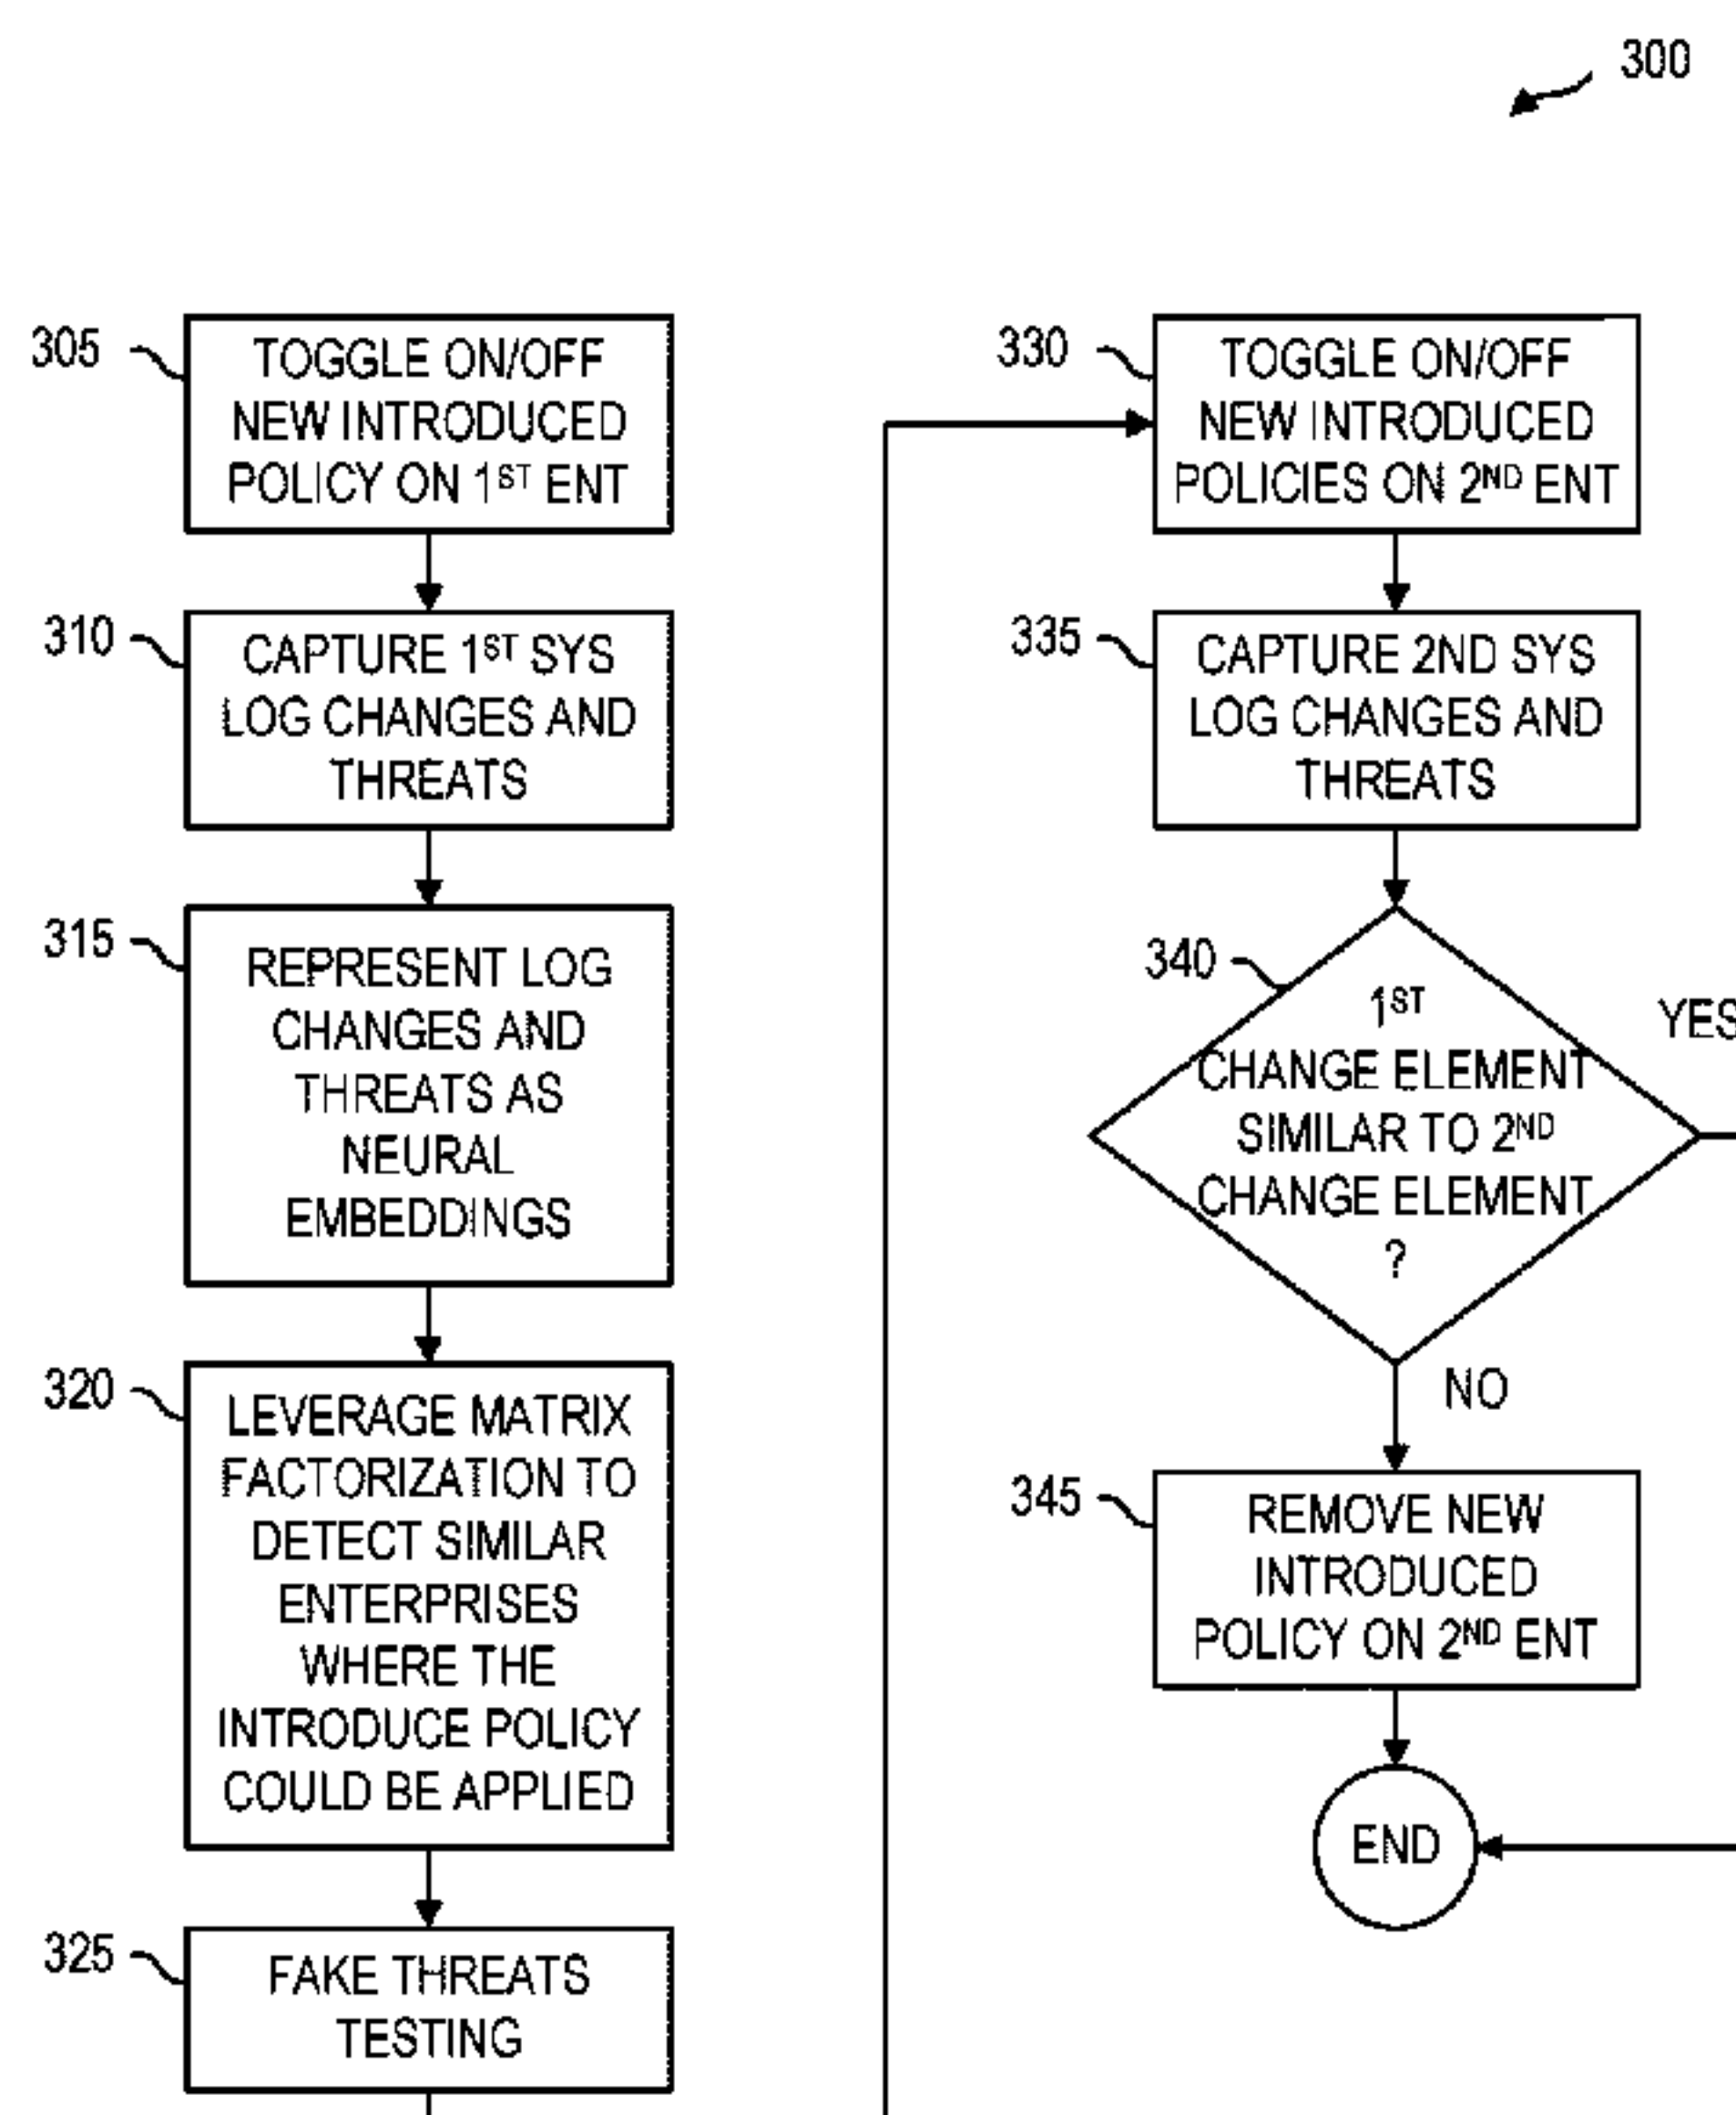 300
305
TOGGLE ON/OFF
NEW INTRODUCED
POLICY ON 1ST ENT
310
CAPTURE 1ST SYS
LOG CHANGES AND
THREATS
315
REPRESENT LOG
CHANGES AND
THREATS AS
NEURAL
EMBEDDINGS
320
LEVERAGE MATRIX
FACTORIZATION TO
DETECT SIMILAR
ENTERPRISES
WHERE THE
INTRODUCE POLICY
COULD BE APPLIED
325
FAKE THREATS
TESTING
330
TOGGLE ON/OFF
NEW INTRODUCED
POLICIES ON 2ND ENT
335
CAPTURE 2ND SYS
LOG CHANGES AND
THREATS
340
1ST
CHANGE ELEMENT
SIMILAR TO 2ND
CHANGE ELEMENT
?
YES
NO
345
REMOVE NEW
INTRODUCED
POLICY ON 2ND ENT
END